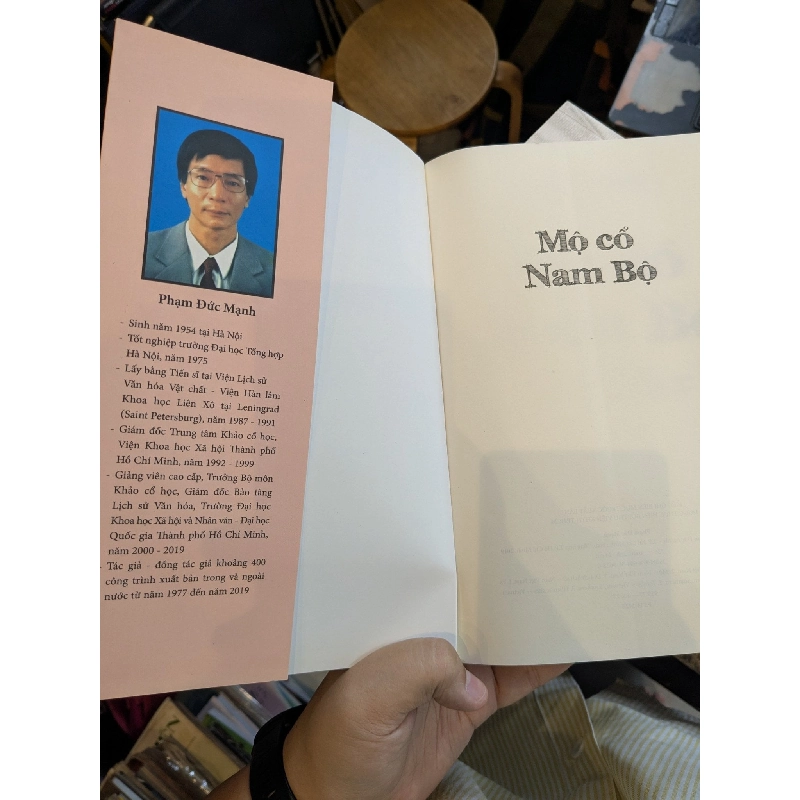 Phạm Đức Mạnh
- Sinh năm 1954 tại Hà Nội
- Tốt nghiệp trường Đại học Tổng hợp
Hà Nội, năm 1975
- Lấy bằng Tiến sĩ tại Viện Lịch sử
Văn hóa Vật chất - Viện Hàn lâm
Khoa học Liên Xô tại Leningrad
(Saint Petersburg), năm 1987 - 1991
- Giám đốc Trung tâm Khảo cổ học,
Viện Khoa học Xã hội Thành phố
Hồ Chí Minh, năm 1992 - 1999
- Giảng viên cao cấp, Trưởng Bộ môn
Khảo cổ học, Giám đốc Bảo tàng
Lịch sử Văn hóa, Trường Đại học
Khoa học Xã hội và Nhân văn - Đại học
Quốc gia Thành phố Hồ Chí Minh,
năm 2000 - 2019
- Tác giả - đồng tác giả khoảng 400
công trình xuất bản trong và ngoài
nước từ năm 1977 đến năm 2019
Mộ cổ
Nam Bộ